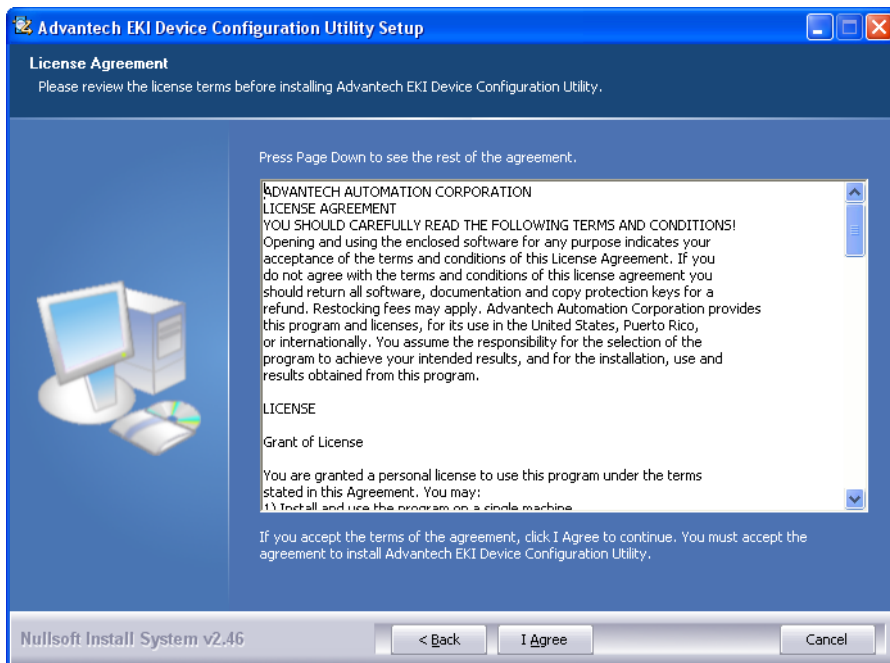 Advantech EKI Device Configuration Utility Setup
License Agreement
Please review the license terms before installing Advantech EKI Device Configuration Utility.
Press Page Down to see the rest of the agreement.
ADVANTECH AUTOMATION CORPORATION
LICENSE AGREEMENT
YOU SHOULD CAREFULLY READ THE FOLLOWING TERMS AND CONDITIONS!
Opening and using the enclosed software for any purpose indicates your
acceptance of the terms and conditions of this License Agreement. If you
do not agree with the terms and conditions of this license agreement you
should return all software, documentation and copy protection keys for a
refund. Restocking fees may apply. Advantech Automation Corporation provides
this program and licenses, for its use in the United States, Puerto Rico,
or internationally. You assume the responsibility for the selection of the
program to achieve your intended results, and for the installation, use and
results obtained from this program.
LICENSE
Grant of License
You are granted a personal license to use this program under the terms
stated in this Agreement. You may:
1) Install and use the program on a single machine
If you accept the terms of the agreement, click I Agree to continue. You must accept the
agreement to install Advantech EKI Device Configuration Utility.
Nullsoft Install System v2.46
< Back
I Agree
Cancel